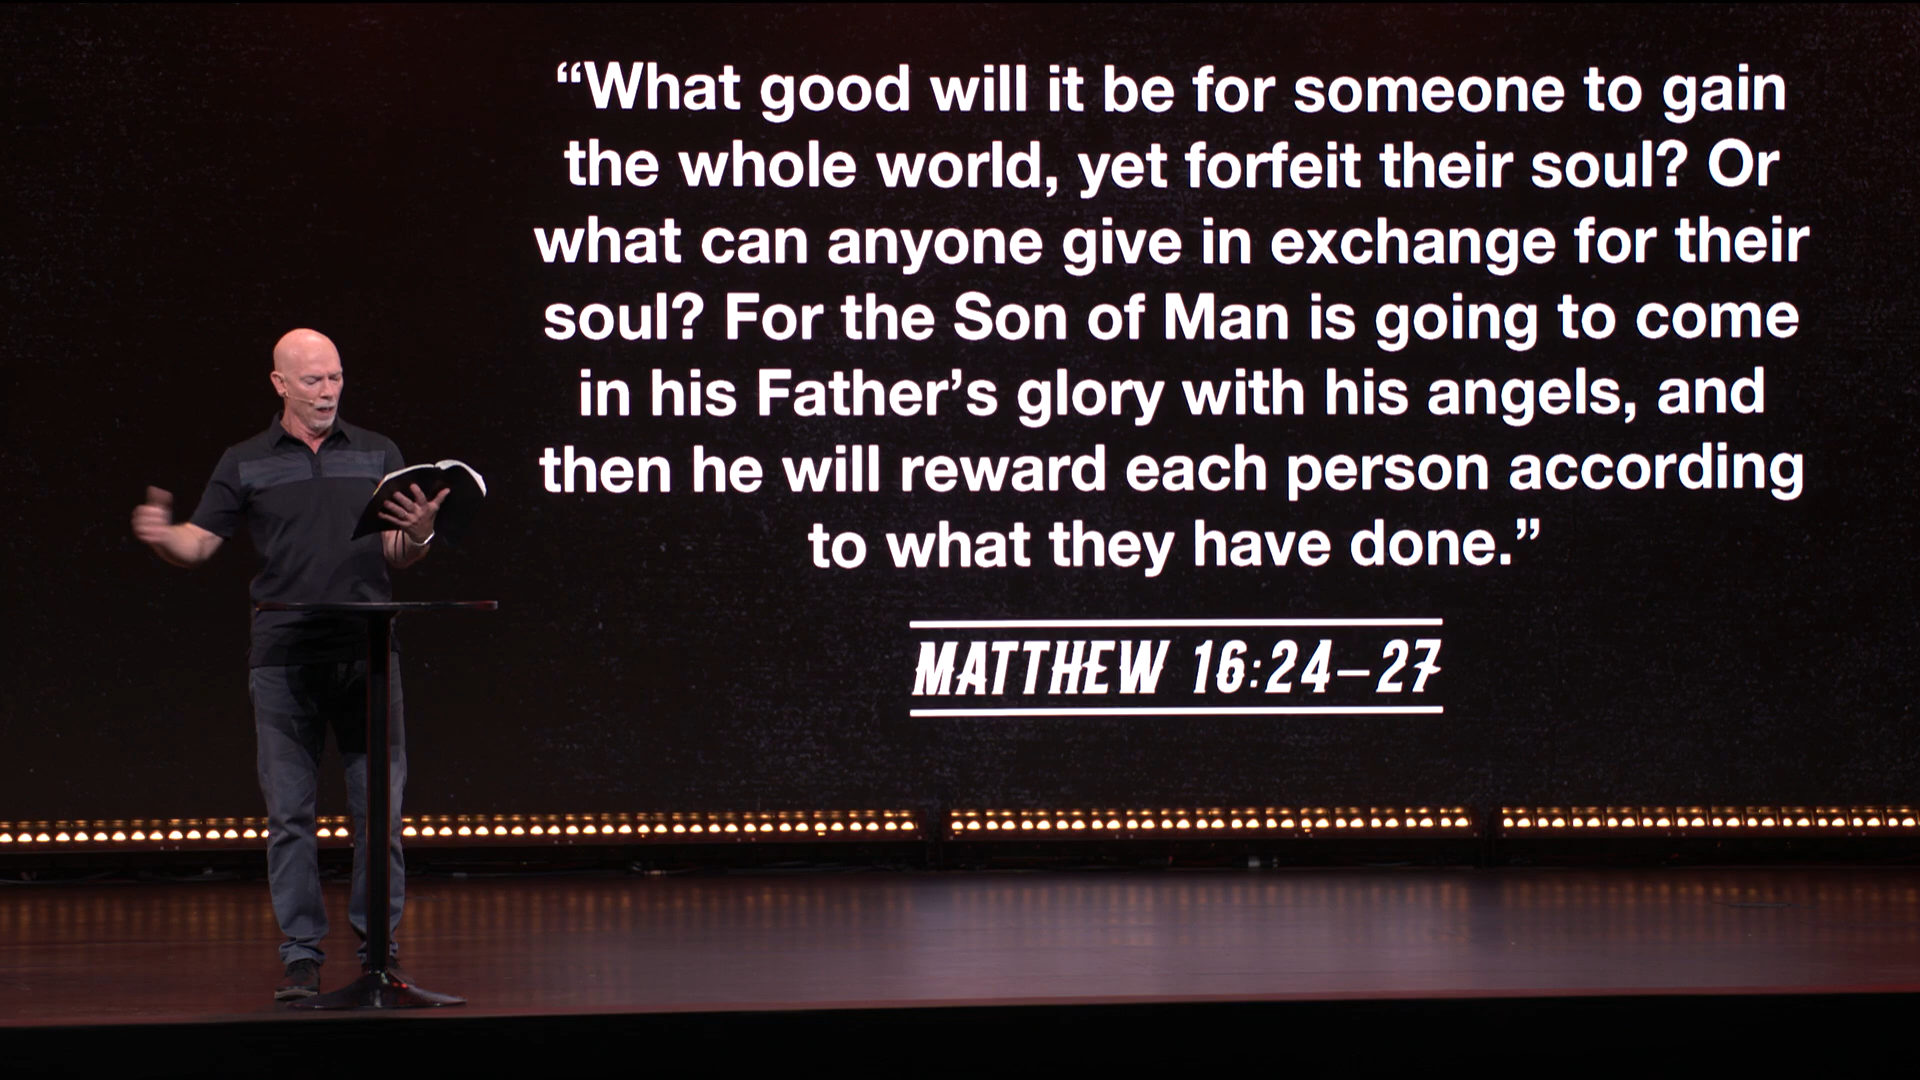 “What good will it be for someone to gain
the whole world, yet forfeit their soul? Or
what can anyone give in exchange for their
soul? For the Son of Man is going to come
in his Father’s glory with his angels, and
then he will reward each person according
to what they have done.”
MATTHEW 16:24–27